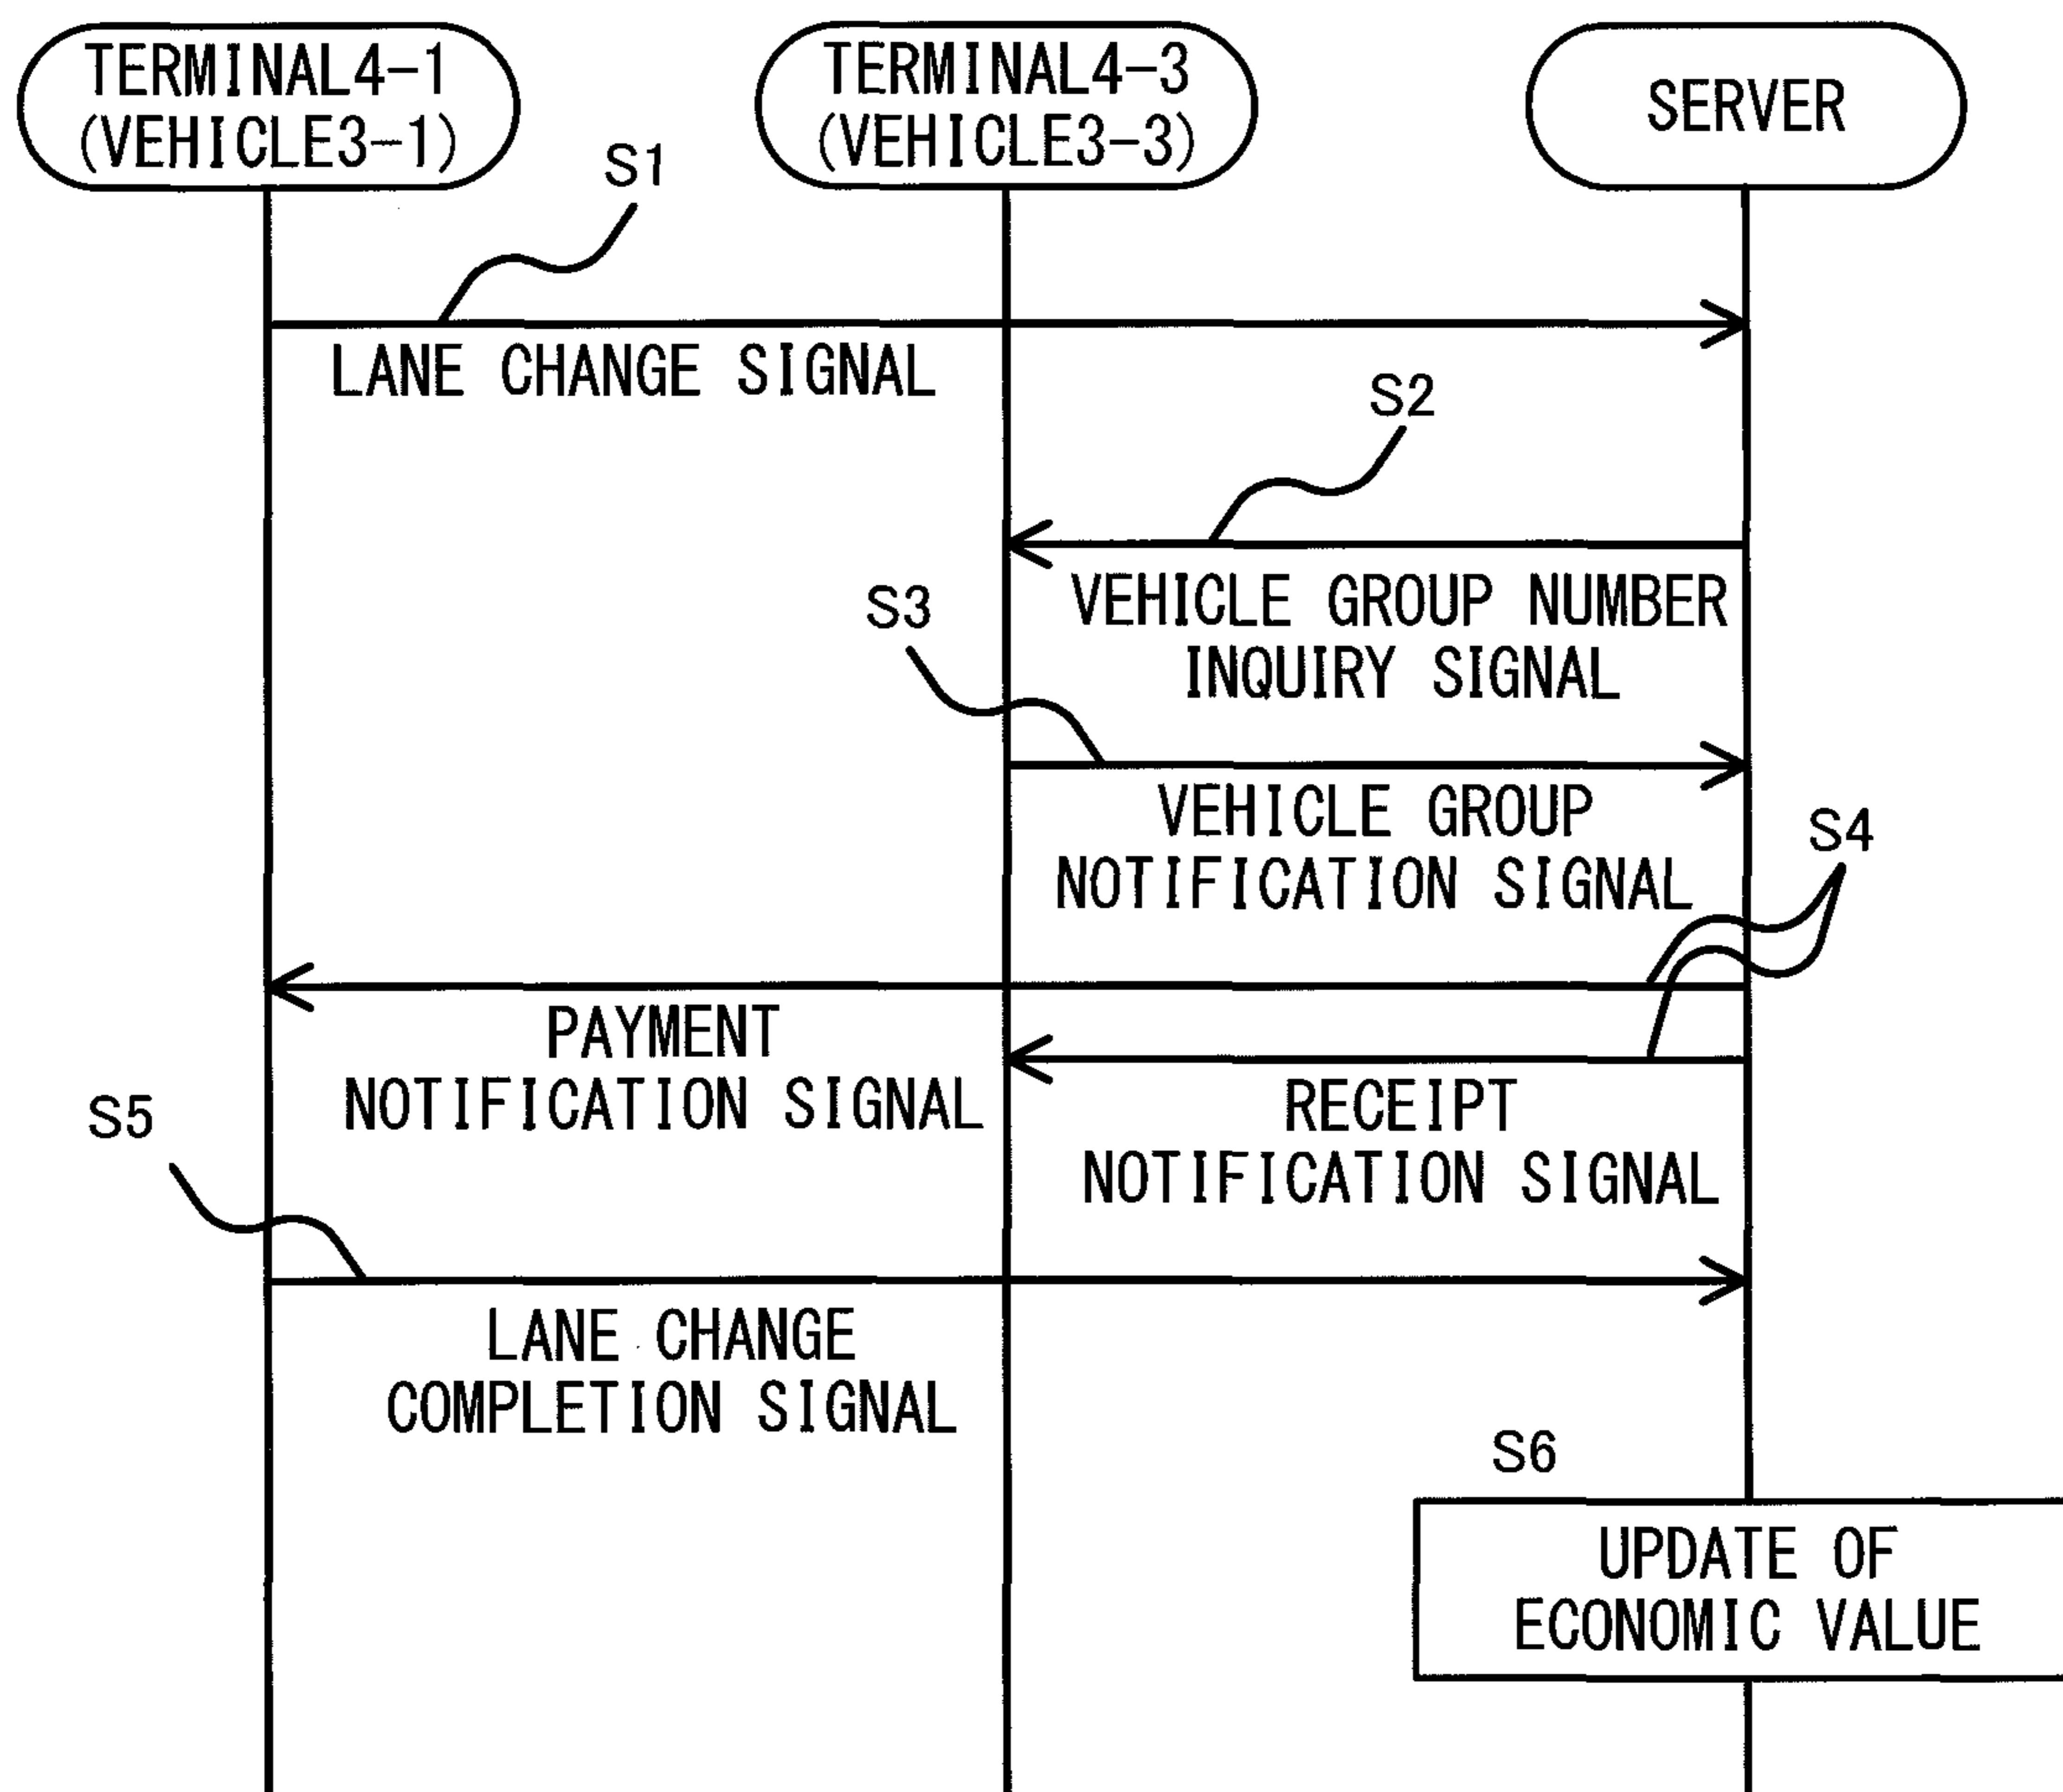 TERMINAL4-1
(VEHICLE3-1)
TERMINAL4-3
(VEHICLE3-3)
SERVER
S1
LANE CHANGE SIGNAL
S2
VEHICLE GROUP NUMBER
INQUIRY SIGNAL
S3
VEHICLE GROUP
NOTIFICATION SIGNAL
S4
PAYMENT
NOTIFICATION SIGNAL
RECEIPT
NOTIFICATION SIGNAL
S5
LANE CHANGE
COMPLETION SIGNAL
S6
UPDATE OF
ECONOMIC VALUE